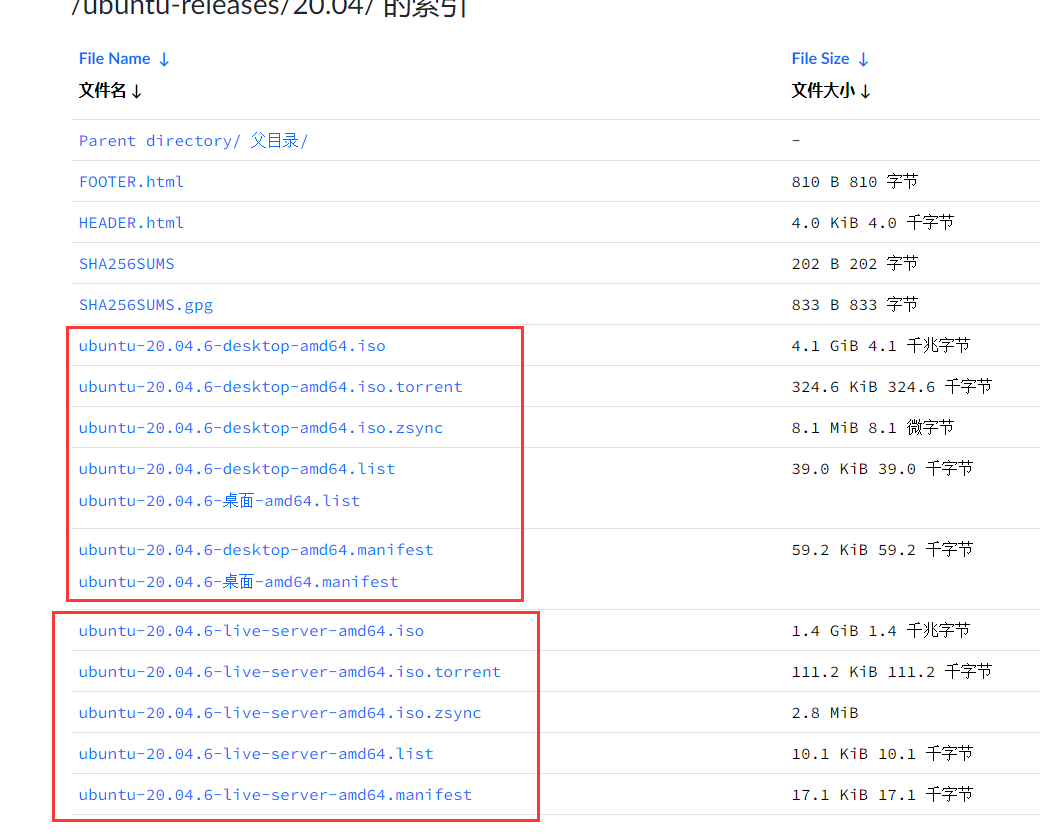 /ubuntu-releases/20.04/ 的索引
File Name ↓ File Size ↓
文件名↓ 文件大小↓
Parent directory/ 父目录/ –
FOOTER.html 810 B 810 字节
HEADER.html 4.0 KiB 4.0 千字节
SHA256SUMS 202 B 202 字节
SHA256SUMS.gpg 833 B 833 字节
ubuntu-20.04.6-desktop-amd64.iso 4.1 GiB 4.1 千兆字节
ubuntu-20.04.6-desktop-amd64.iso.torrent 324.6 KiB 324.6 千字节
ubuntu-20.04.6-desktop-amd64.iso.zsync 8.1 MiB 8.1 微字节
ubuntu-20.04.6-desktop-amd64.list 39.0 KiB 39.0 千字节
ubuntu-20.04.6-桌面-amd64.list
ubuntu-20.04.6-desktop-amd64.manifest 59.2 KiB 59.2 千字节
ubuntu-20.04.6-桌面-amd64.manifest
ubuntu-20.04.6-live-server-amd64.iso 1.4 GiB 1.4 千兆字节
ubuntu-20.04.6-live-server-amd64.iso.torrent 111.2 KiB 111.2 千字节
ubuntu-20.04.6-live-server-amd64.iso.zsync 2.8 MiB
ubuntu-20.04.6-live-server-amd64.list 10.1 KiB 10.1 千字节
ubuntu-20.04.6-live-server-amd64.manifest 17.1 KiB 17.1 千字节